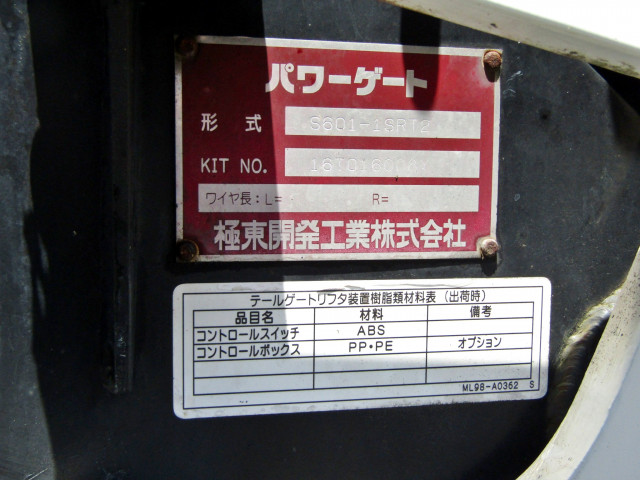 パワーゲート
形 式 S601-1SRT2
KIT NO.
ワイヤ長:L= R=
極東開発工業株式会社
テールゲートリフタ装置樹脂類材料表(出荷時)
品目名 材料 備考
コントロールスイッチ ABS
コントロールボックス PP・PE オプション
ML98-A0362 S